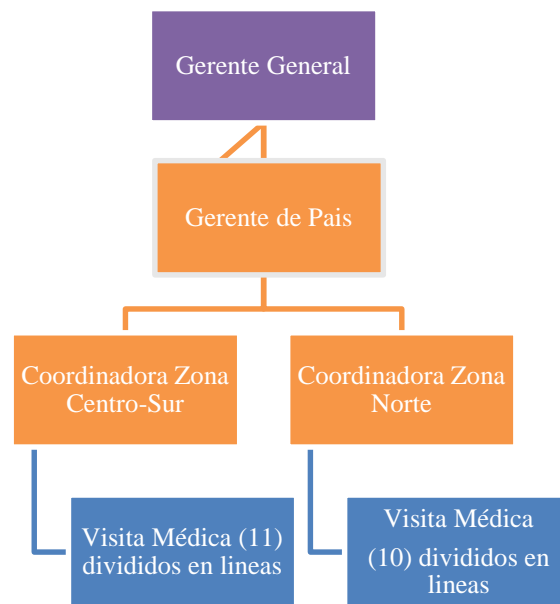 Gerente General
Gerente de Pais
Coordinadora Zona
Centro-Sur
Coordinadora Zona
Norte
Visita Médica (11)
divididos en lineas
Visita Médica
(10) divididos en
lineas